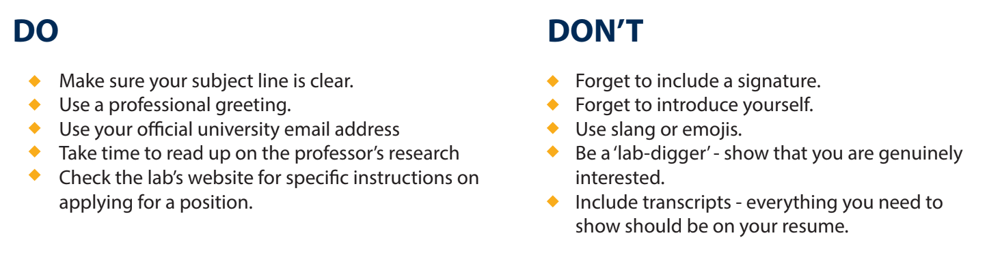 DO
Make sure your subject line is clear.
Use a professional greeting.
Use your official university email address
Take time to read up on the professor’s research
Check the lab’s website for specific instructions on
applying for a position.
DON’T
Forget to include a signature.
Forget to introduce yourself.
Use slang or emojis.
Be a ‘lab-digger’ - show that you are genuinely
interested.
Include transcripts - everything you need to
show should be on your resume.